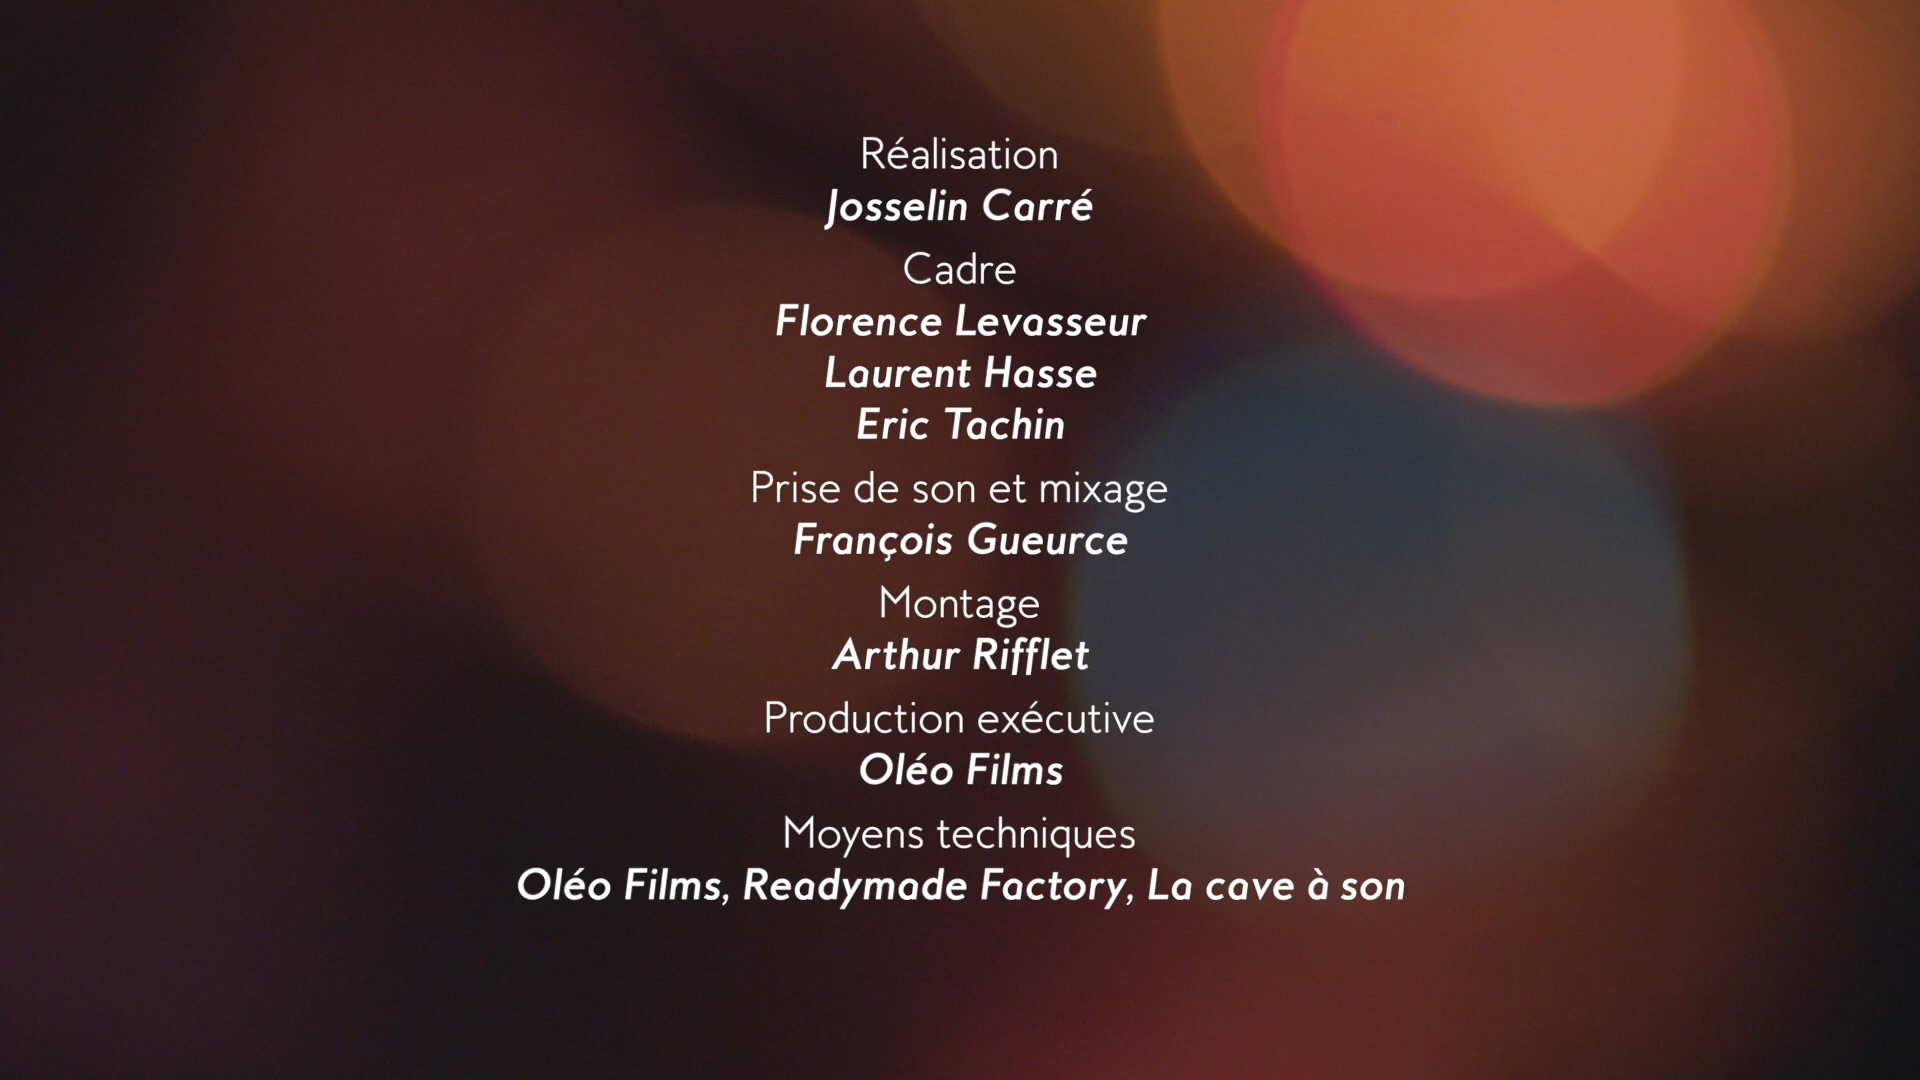 Réalisation
Josselin Carré
Cadre
Florence Levasseur
Laurent Hasse
Eric Tachin
Prise de son et mixage
François Gueurce
Montage
Arthur Rifflet
Production exécutive
Oléo Films
Moyens techniques
Oléo Films, Readymade Factory, La cave à son